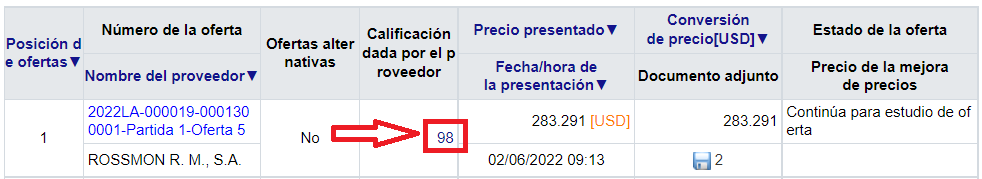 Posición d
e ofertas▼
Número de la oferta
Nombre del proveedor▼
Ofertas alter
nativas
Calificación
dada por el p
roveedor
Precio presentado▼
Fecha/hora de
la presentación▼
Conversión
de precio[USD]▼
Documento adjunto
Estado de la oferta
Precio de la mejora
de precios
1
2022LA-000019-000130
0001-Partida 1-Oferta 5
ROSSMON R. M., S.A.
No
98
283.291 [USD]
02/06/2022 09:13
283.291
2
Continúa para estudio de of
erta